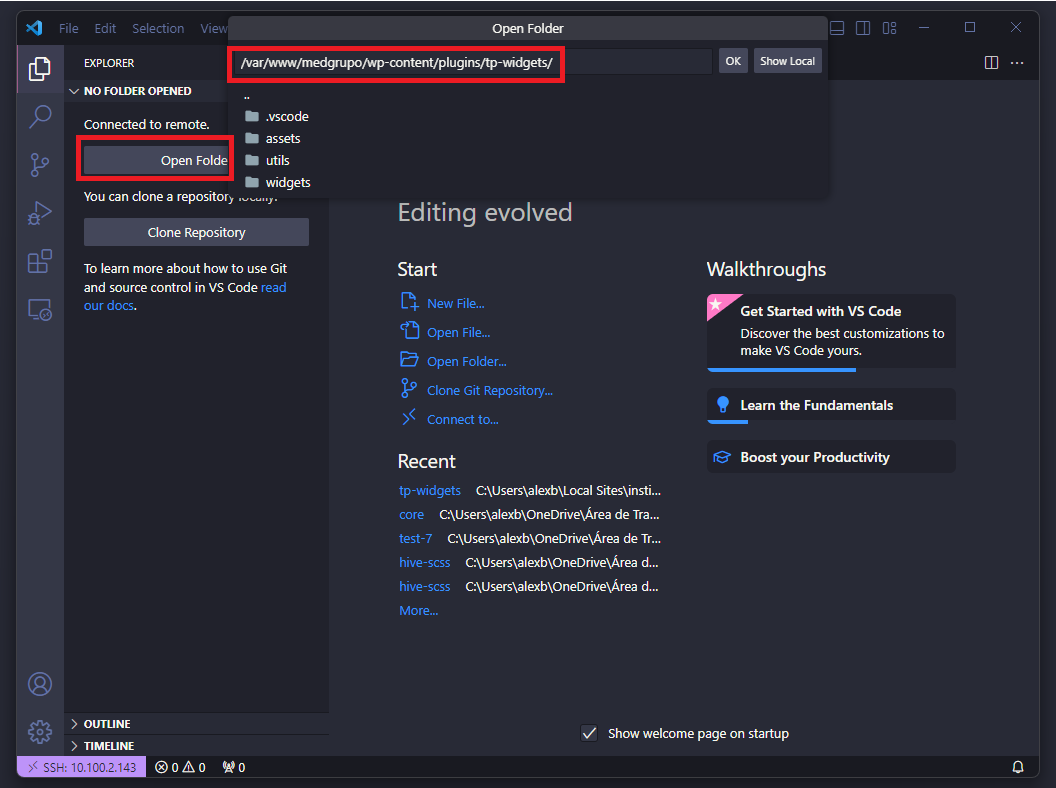 File Edit Selection View
Open Folder
EXPLORER
/var/www/medgrupo/wp-content/plugins/tp-widgets/
OK
Show Local
NO FOLDER OPENED
..
.vscode
assets
utils
widgets
Connected to remote.
Open Folde
You can clone a repository locally.
Clone Repository
To learn more about how to use Git
and source control in VS Code read
our docs.
Editing evolved
Start
New File...
Open File...
Open Folder...
Clone Git Repository...
Connect to...
Recent
tp-widgets C:\Users\alexb\Local Sites\insti...
core C:\Users\alexb\OneDrive\Área de Tra...
test-7 C:\Users\alexb\OneDrive\Área de Tr...
hive-scss C:\Users\alexb\OneDrive\Área d...
hive-scss C:\Users\alexb\OneDrive\Área d...
More...
Walkthroughs
Get Started with VS Code
Discover the best customizations to
make VS Code yours.
Learn the Fundamentals
Boost your Productivity
Show welcome page on startup
OUTLINE
TIMELINE
SSH: 10.100.2.143 0 0 0